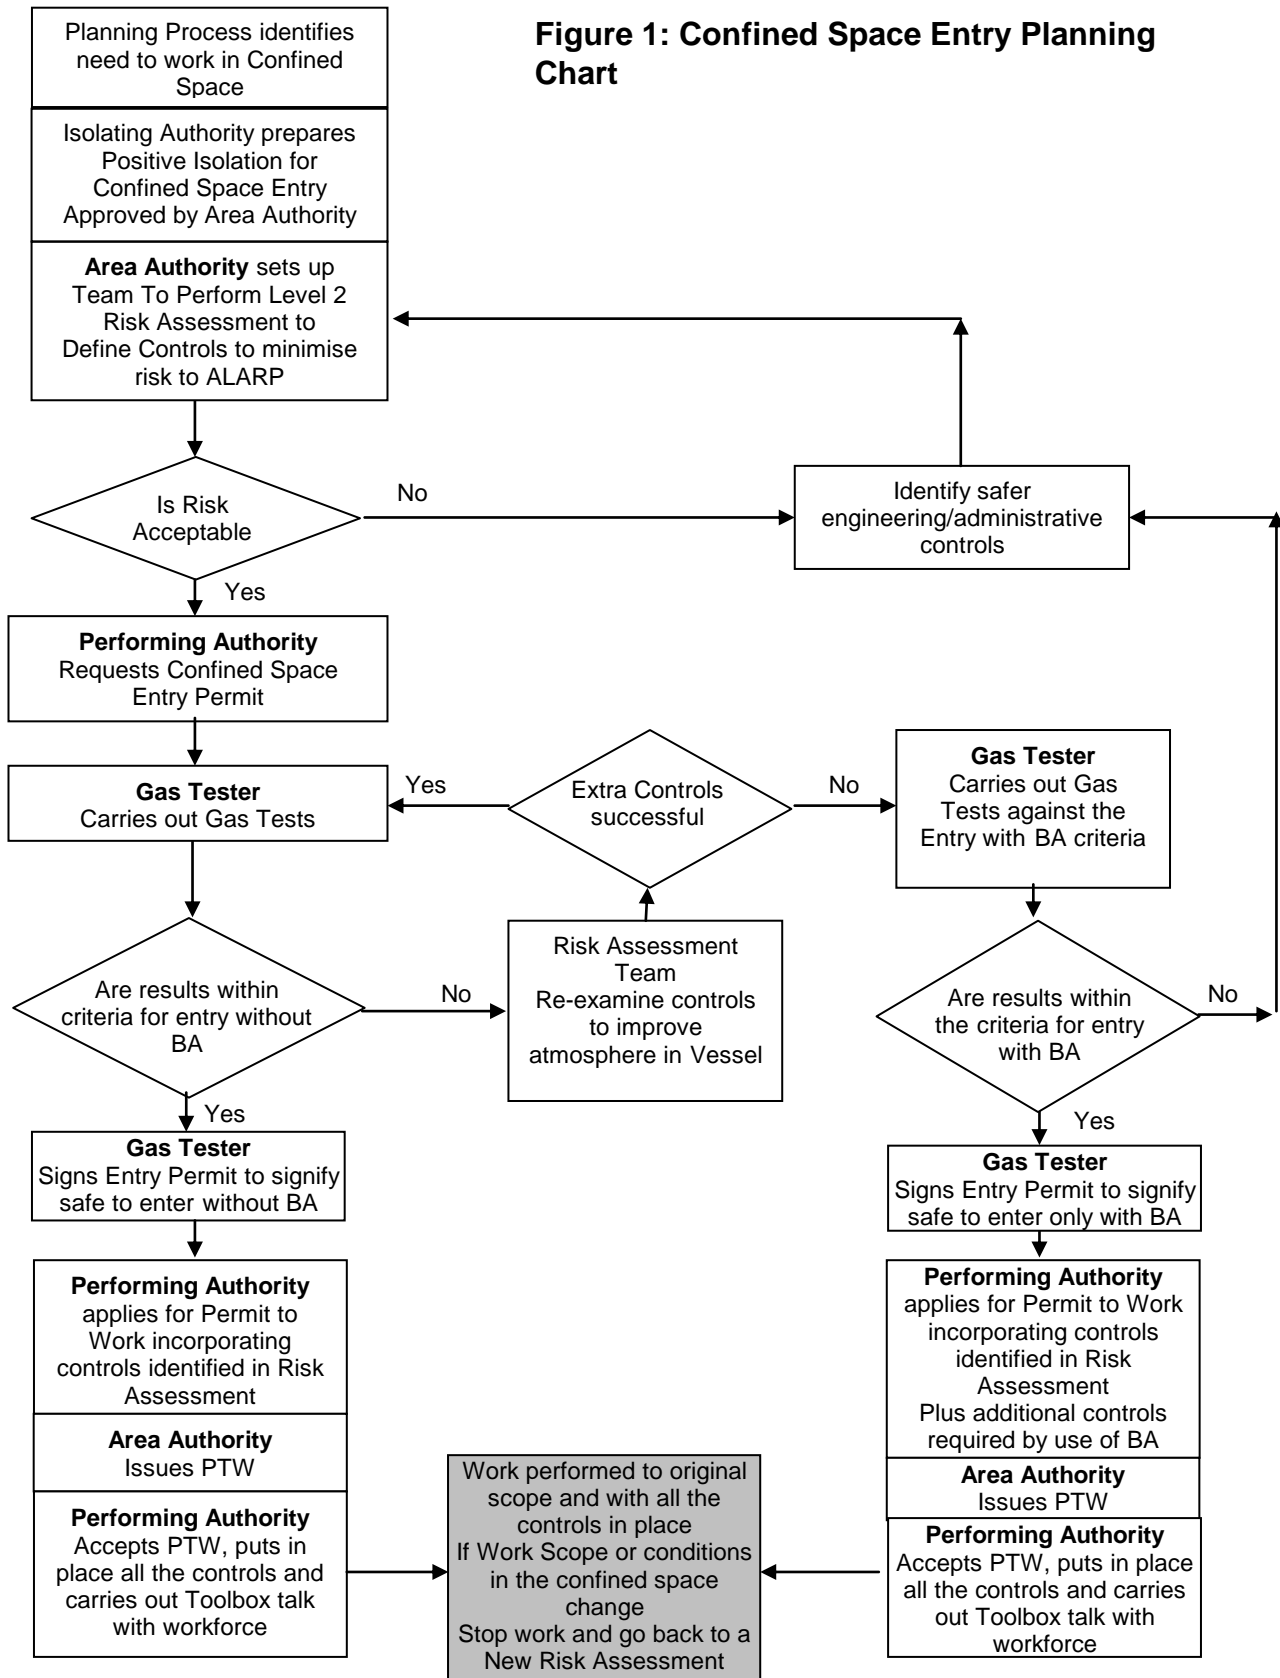 Figure 1: Confined Space Entry Planning
Chart
Planning Process identifies
need to work in Confined
Space
Isolating Authority prepares
Positive Isolation for
Confined Space Entry
Approved by Area Authority
Area Authority sets up
Team To Perform Level 2
Risk Assessment to
Define Controls to minimise
risk to ALARP
Is Risk
Acceptable
No
Identify safer
engineering/administrative
controls
Yes
Performing Authority
Requests Confined Space
Entry Permit
Gas Tester
Carries out Gas Tests
Yes
Extra Controls
successful
No
Gas Tester
Carries out Gas
Tests against the
Entry with BA criteria
Are results within
criteria for entry without
BA
No
Risk Assessment
Team
Re-examine controls
to improve
atmosphere in Vessel
Are results within
the criteria for entry
with BA
No
Yes
Gas Tester
Signs Entry Permit to signify
safe to enter without BA
Yes
Gas Tester
Signs Entry Permit to signify
safe to enter only with BA
Performing Authority
applies for Permit to
Work incorporating
controls identified in Risk
Assessment
Area Authority
Issues PTW
Performing Authority
Accepts PTW, puts in
place all the controls and
carries out Toolbox talk
with workforce
Work performed to original
scope and with all the
controls in place
If Work Scope or conditions
in the confined space
change
Stop work and go back to a
New Risk Assessment
Performing Authority
applies for Permit to Work
incorporating controls
identified in Risk
Assessment
Plus additional controls
required by use of BA
Area Authority
Issues PTW
Performing Authority
Accepts PTW, puts in place
all the controls and carries
out Toolbox talk with
workforce